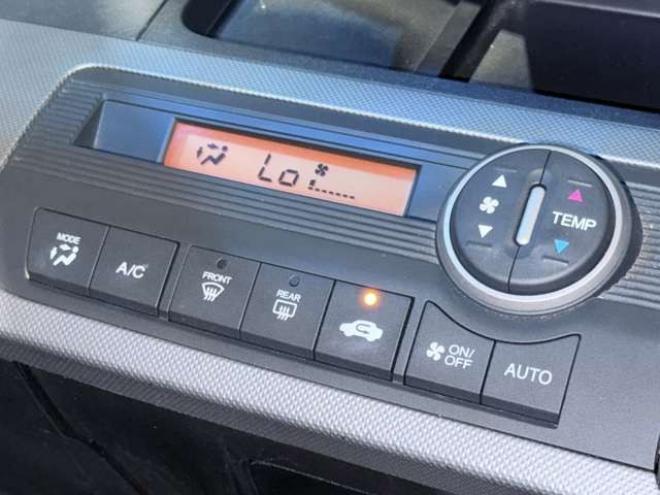 Lo
TEMP
MODE
A/C
FRONT
REAR
ON/
OFF
AUTO